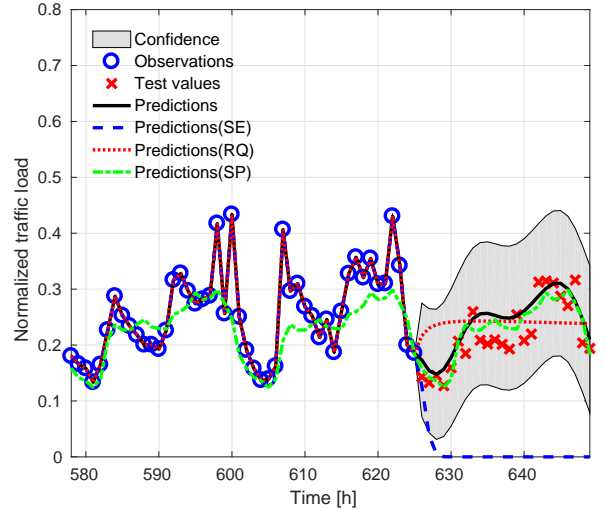 0.8
0.7
0.6
0.5
0.4
0.3
0.2
0.1
0
Normalized traffic load
Confidence
Observations
Test values
Predictions
Predictions(SE)
Predictions(RQ)
Predictions(SP)
580 590 600 610 620 630 640
Time [h]